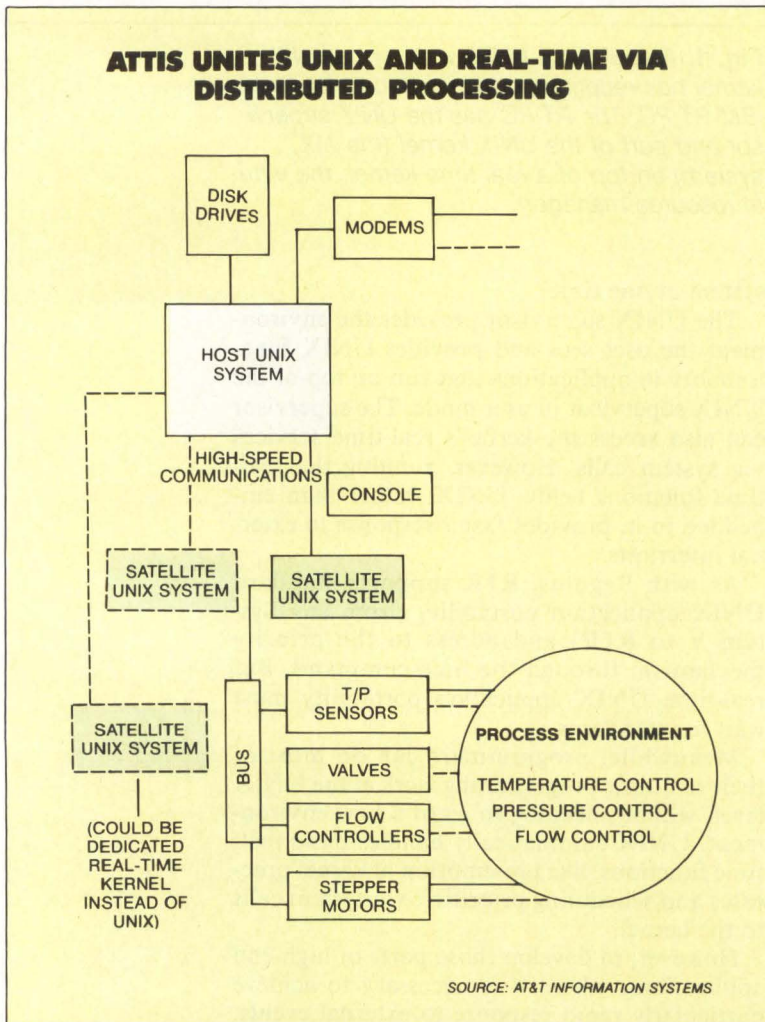 ATTIS UNITES UNIX AND REAL-TIME VIA
DISTRIBUTED PROCESSING
DISK
DRIVES
MODEMS
HOST UNIX
SYSTEM
HIGH-SPEED
COMMUNICATIONS
CONSOLE
SATELLITE
UNIX SYSTEM
SATELLITE
UNIX SYSTEM
SATELLITE
UNIX SYSTEM
(COULD BE
DEDICATED
REAL-TIME
KERNEL
INSTEAD OF
UNIX)
BUS
T/P
SENSORS
VALVES
FLOW
CONTROLLERS
STEPPER
MOTORS
PROCESS ENVIRONMENT
TEMPERATURE CONTROL
PRESSURE CONTROL
FLOW CONTROL
SOURCE: AT&T INFORMATION SYSTEMS